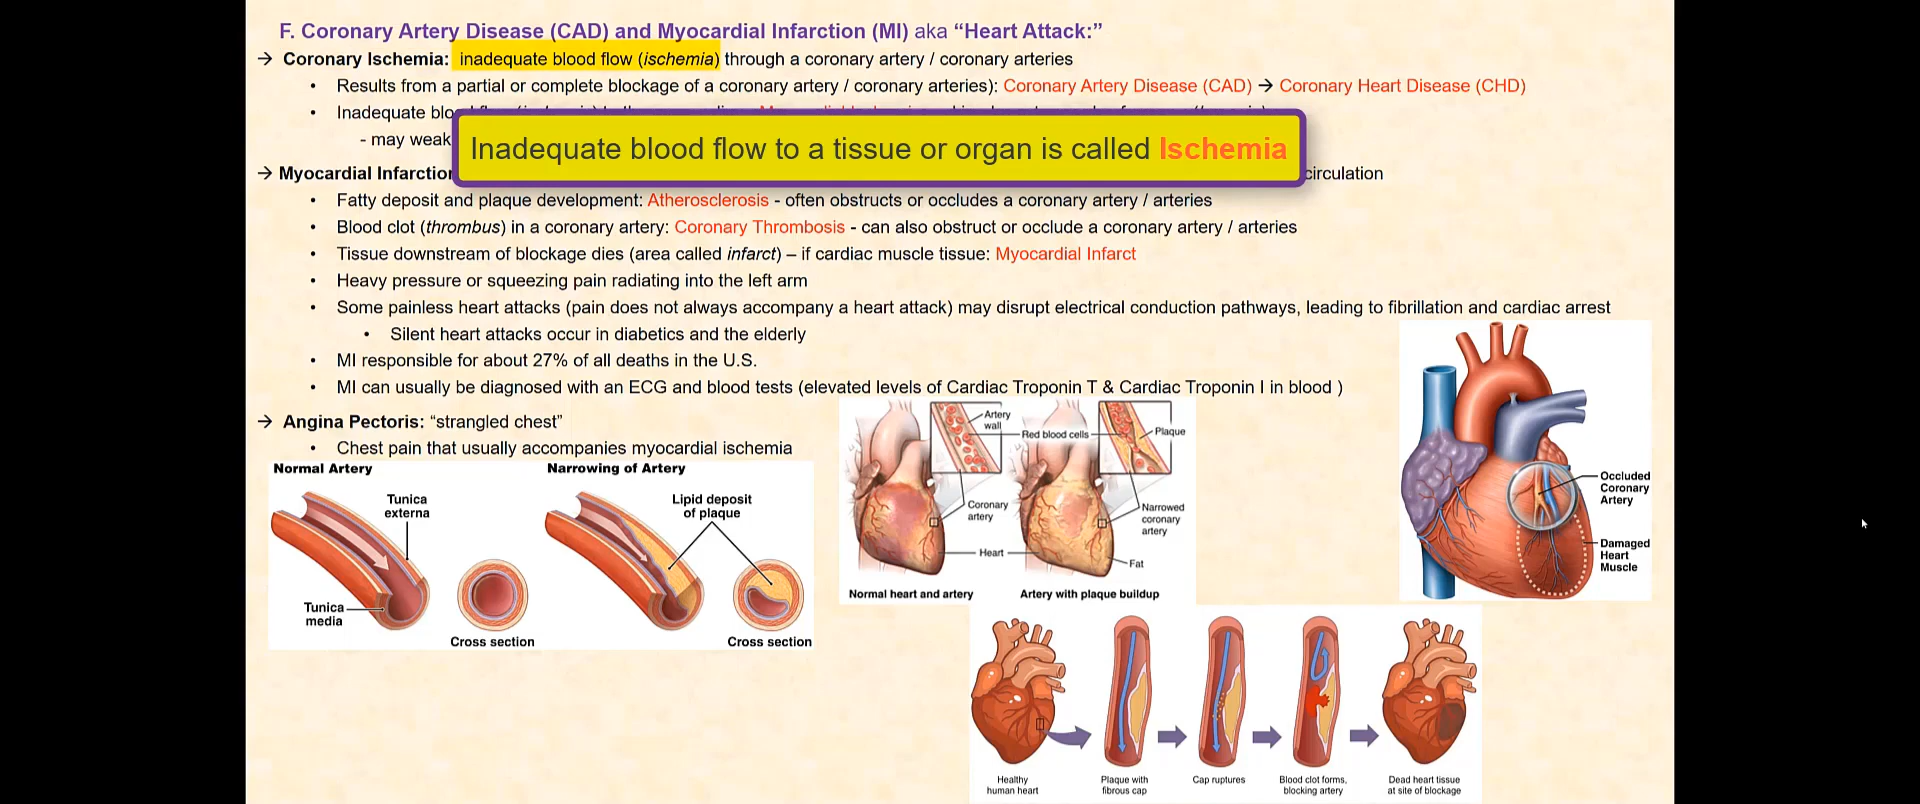 F. Coronary Artery Disease (CAD) and Myocardial Infarction (MI) aka “Heart Attack:”
→ Coronary Ischemia: inadequate blood flow (ischemia) through a coronary artery / coronary arteries
• Results from a partial or complete blockage of a coronary artery / coronary arteries): Coronary Artery Disease (CAD) → Coronary Heart Disease (CHD)
• Inadequate blo
- may weak
Inadequate blood flow to a tissue or organ is called Ischemia
→ Myocardial Infarction circulation
• Fatty deposit and plaque development: Atherosclerosis - often obstructs or occludes a coronary artery / arteries
• Blood clot (thrombus) in a coronary artery: Coronary Thrombosis - can also obstruct or occlude a coronary artery / arteries
• Tissue downstream of blockage dies (area called infarct) – if cardiac muscle tissue: Myocardial Infarct
• Heavy pressure or squeezing pain radiating into the left arm
• Some painless heart attacks (pain does not always accompany a heart attack) may disrupt electrical conduction pathways, leading to fibrillation and cardiac arrest
• Silent heart attacks occur in diabetics and the elderly
• MI responsible for about 27% of all deaths in the U.S.
• MI can usually be diagnosed with an ECG and blood tests (elevated levels of Cardiac Troponin T & Cardiac Troponin I in blood )
→ Angina Pectoris: “strangled chest”
• Chest pain that usually accompanies myocardial ischemia
Normal Artery
Tunica
externa
Tunica
media
Cross section
Narrowing of Artery
Lipid deposit
of plaque
Cross section
Artery
wall
Red blood cells
Plaque
Coronary
artery
Narrowed
coronary
artery
Heart
Fat
Normal heart and artery
Artery with plaque buildup
Occluded
Coronary
Artery
Damaged
Heart
Muscle
Healthy
human heart
Plaque with
fibrous cap
Cap ruptures
Blood clot forms,
blocking artery
Dead heart tissue
at site of blockage